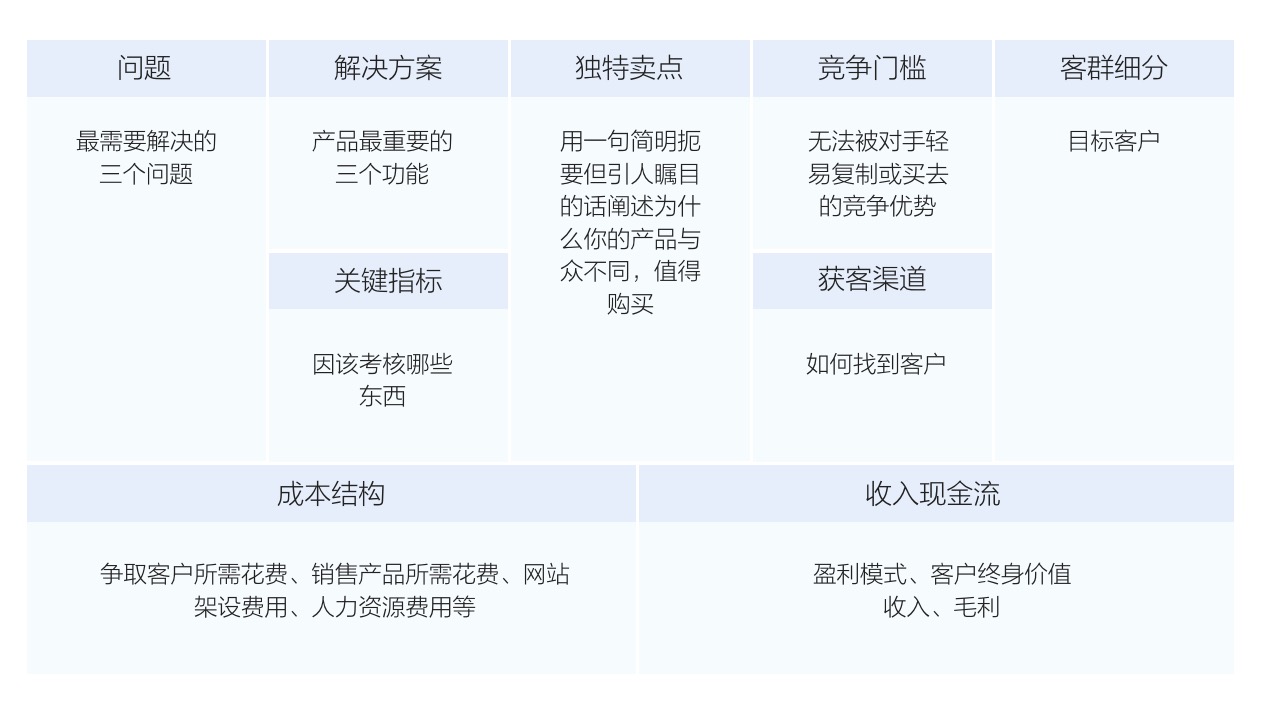 问题
最需要解决的
三个问题
解决方案
产品最重要的
三个功能
关键指标
因该考核哪些
东西
独特卖点
用一句简明扼
要但引人瞩目
的话阐述为什
么你的产品与
众不同，值得
购买
竞争门槛
无法被对手轻
易复制或买去
的竞争优势
获客渠道
如何找到客户
客群细分
目标客户
成本结构
争取客户所需花费、销售产品所需花费、网站
架设费用、人力资源费用等
收入现金流
盈利模式、客户终身价值
收入、毛利